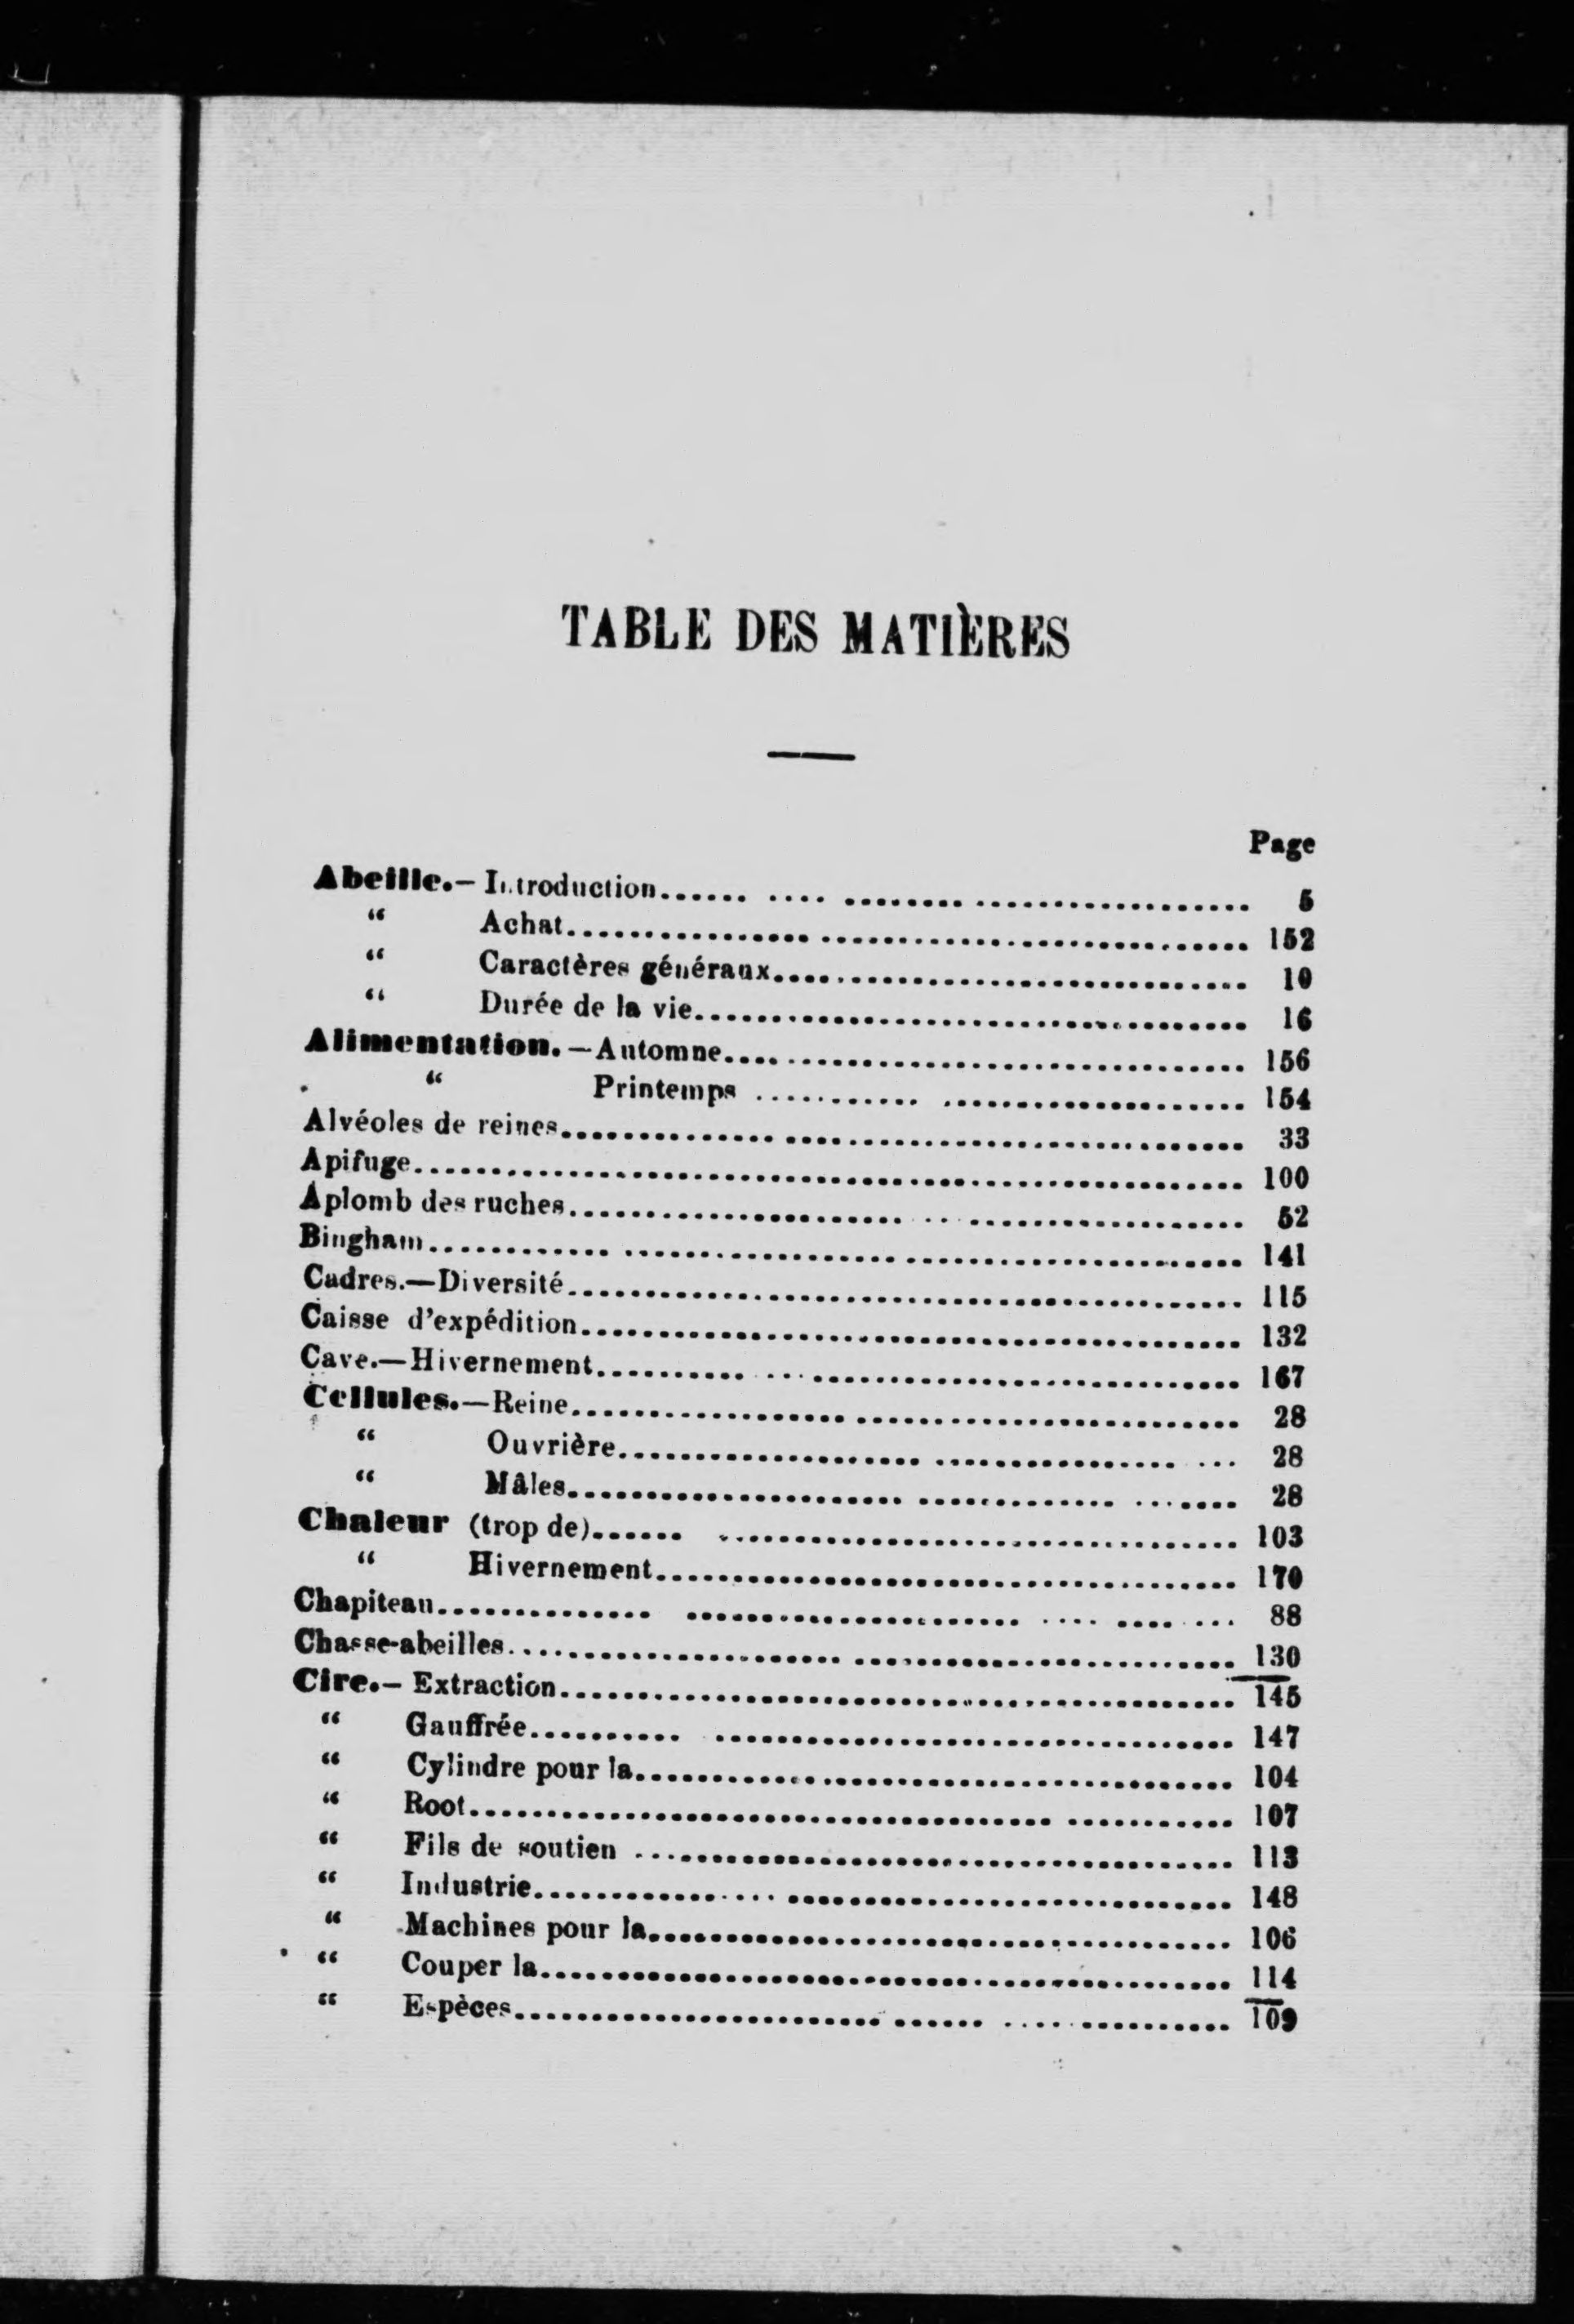 TABLE DES MATIÈRES
Page
Abeille.—Introduction.......................................... 5
“ Achat.......................................... 152
“ Caractères généraux.......................................... 10
“ Durée de la vie.......................................... 16
Alimentation.—Automne.......................................... 156
“ Printemps .......................................... 154
Alvéoles de reines.......................................... 33
Apifuge.......................................... 100
Aplomb des ruches.......................................... 52
Bingham.......................................... 141
Cadres.—Diversité.......................................... 115
Caisse d'expédition.......................................... 132
Cave.—Hivernement.......................................... 167
Cellules.—Reine.......................................... 28
“ Ouvrière.......................................... 28
“ Mâles.......................................... 28
Chaleur (trop de).......................................... 103
“ Hivernement.......................................... 170
Chapiteau.......................................... 88
Chasse-abeilles.......................................... 130
Cire.—Extraction.......................................... 145
“ Gauffrée.......................................... 147
“ Cylindre pour la.......................................... 104
“ Root.......................................... 107
“ Fils de soutien .......................................... 113
“ Industrie.......................................... 148
“ Machines pour la.......................................... 106
“ Couper la.......................................... 114
“ Espèces.......................................... 109